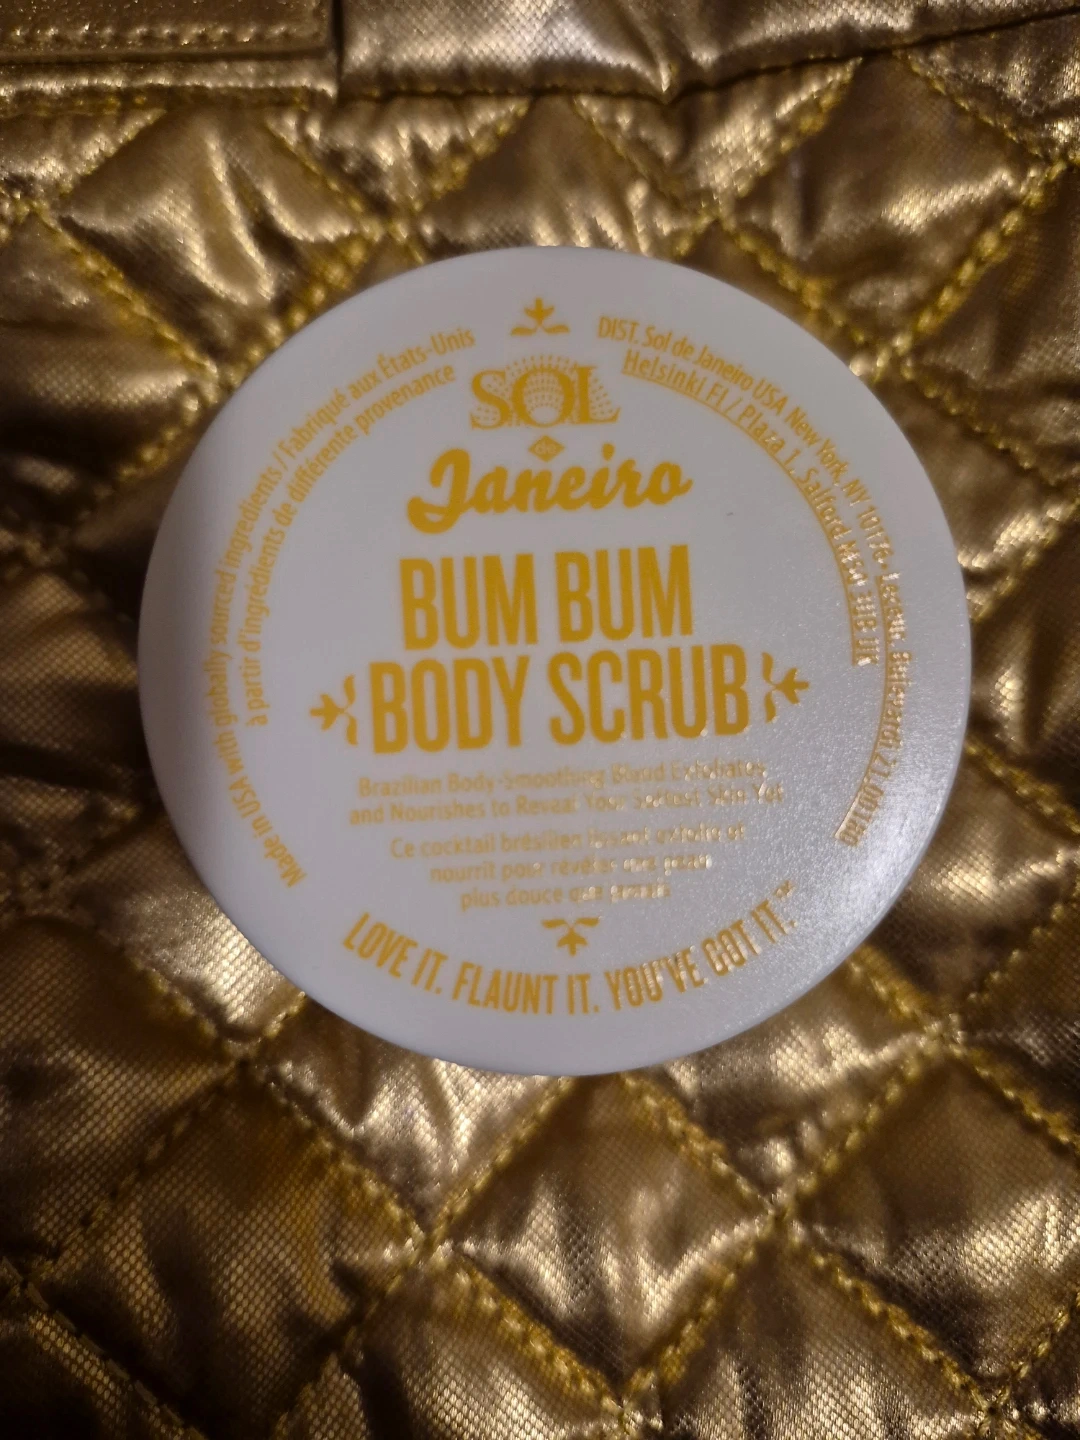 SOL
de
Janeiro
BUM BUM
BODY SCRUB
Brazilian Body-Smoothing Blend Exfoliates
and Nourishes to Reveal Your Softest Skin Yet
Ce cocktail brésilien lissant exfolie et
nourrit pour révéler une peau
plus douce que jamais
LOVE IT. FLAUNT IT. YOU'VE GOT IT.™
Made in USA with globally sourced ingredients / Fabriqué aux États-Unis
à partir d'ingrédients de différente provenance
DIST. Sol de Janeiro USA New York, NY
Helsinki FI / Plaza 1, Salford UK